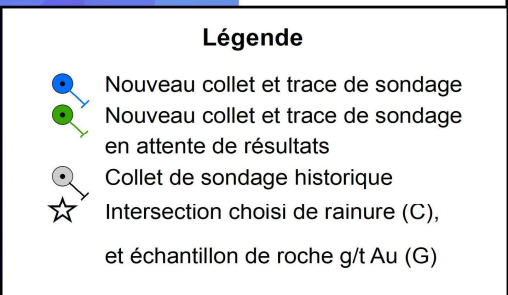 Légende
Nouveau collet et trace de sondage
Nouveau collet et trace de sondage
en attente de résultats
Collet de sondage historique
Intersection choisi de rainure (C),
et échantillon de roche g/t Au (G)